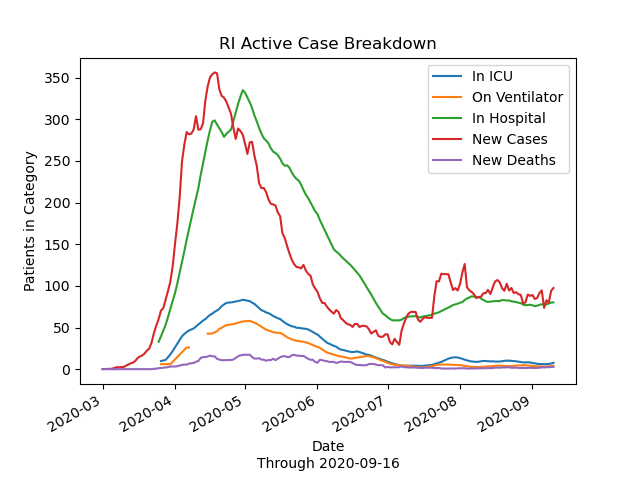 RI Active Case Breakdown
350
300
250
200
150
100
50
0
Patients in Category
In ICU
On Ventilator
In Hospital
New Cases
New Deaths
2020-03
2020-04
2020-05
2020-06
2020-07
2020-08
2020-09
Date
Through 2020-09-16